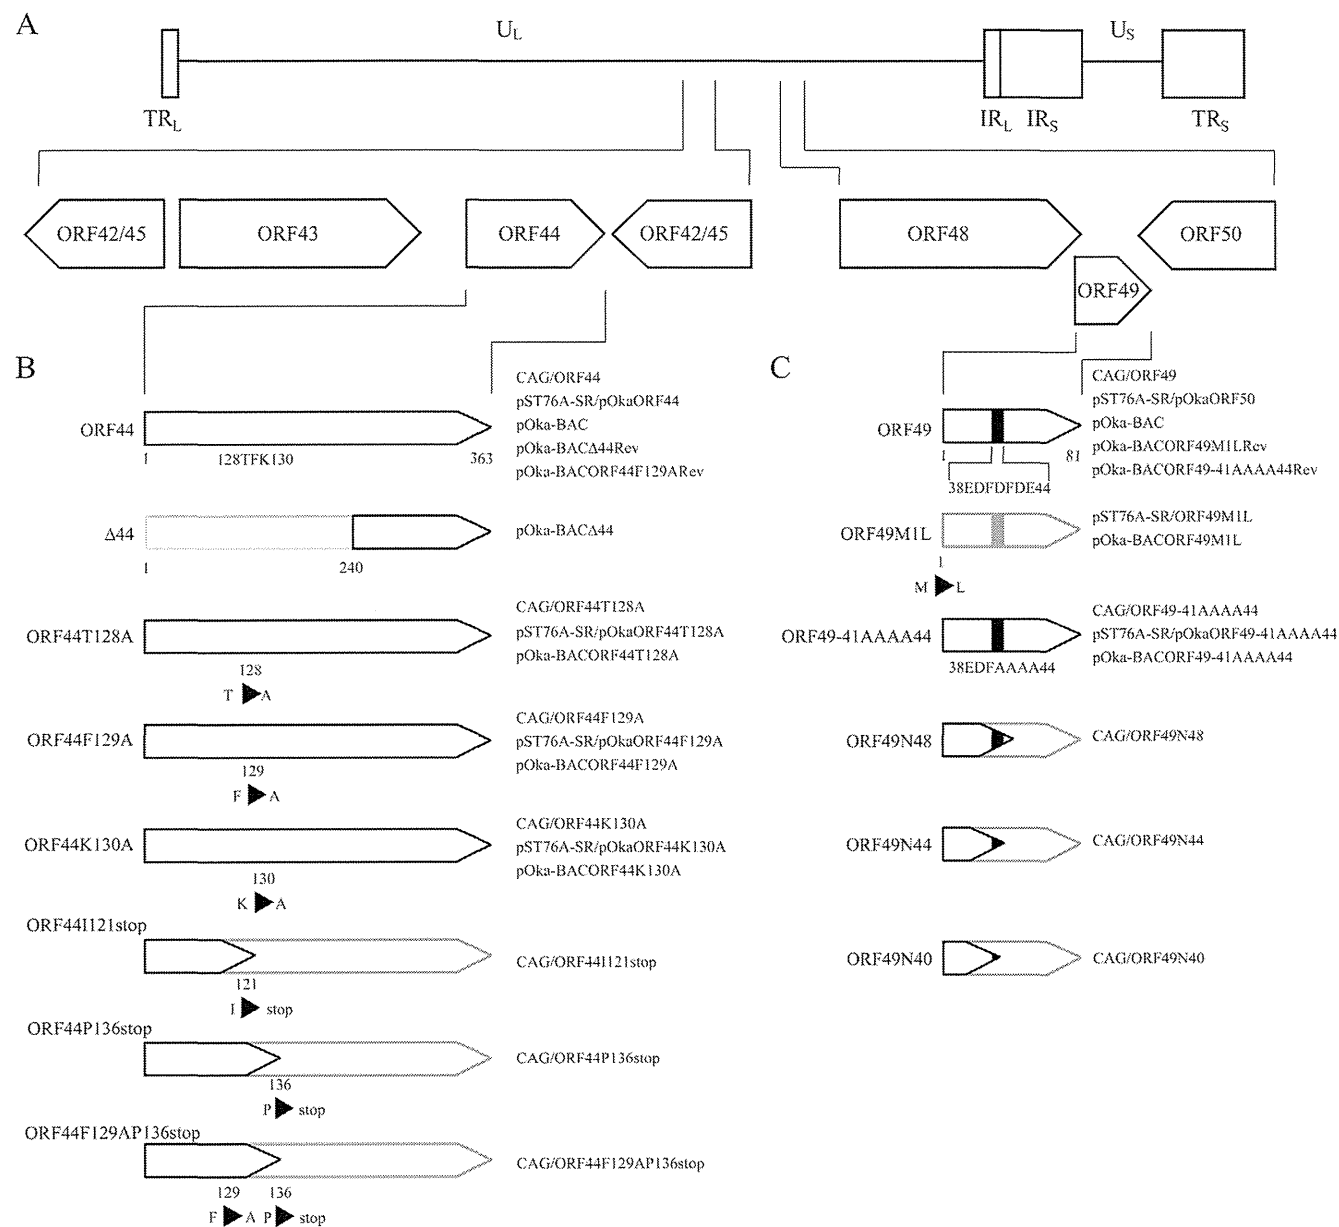 A
U_L
U_S
TR_L
IR_L
IR_S
TR_S
ORF42/45
ORF43
ORF44
ORF42/45
ORF48
ORF50
ORF49
B
ORF44
1
128TFK130
363
CAG/ORF44
pST76A-SR/pOkaORF44
pOka-BAC
pOka-BACΔ44Rev
pOka-BACORF44F129ARev
Δ44
1
240
pOka-BACΔ44
ORF44T128A
128
T
A
CAG/ORF44T128A
pST76A-SR/pOkaORF44T128A
pOka-BACORF44T128A
ORF44F129A
129
F
A
CAG/ORF44F129A
pST76A-SR/pOkaORF44F129A
pOka-BACORF44F129A
ORF44K130A
130
K
A
CAG/ORF44K130A
pST76A-SR/pOkaORF44K130A
pOka-BACORF44K130A
ORF44I121stop
121
I
stop
CAG/ORF44I121stop
ORF44P136stop
136
P
stop
CAG/ORF44P136stop
ORF44F129AP136stop
129
136
F
A
P
stop
CAG/ORF44F129AP136stop
C
ORF49
1
81
38EDFDFDE44
CAG/ORF49
pST76A-SR/pOkaORF50
pOka-BAC
pOka-BACORF49M1LRev
pOka-BACORF49-41AAAA44Rev
ORF49M1L
1
M
L
pST76A-SR/ORF49M1L
pOka-BACORF49M1L
ORF49-41AAAA44
38EDFAAAA44
CAG/ORF49-41AAAA44
pST76A-SR/pOkaORF49-41AAAA44
pOka-BACORF49-41AAAA44
ORF49N48
CAG/ORF49N48
ORF49N44
CAG/ORF49N44
ORF49N40
CAG/ORF49N40